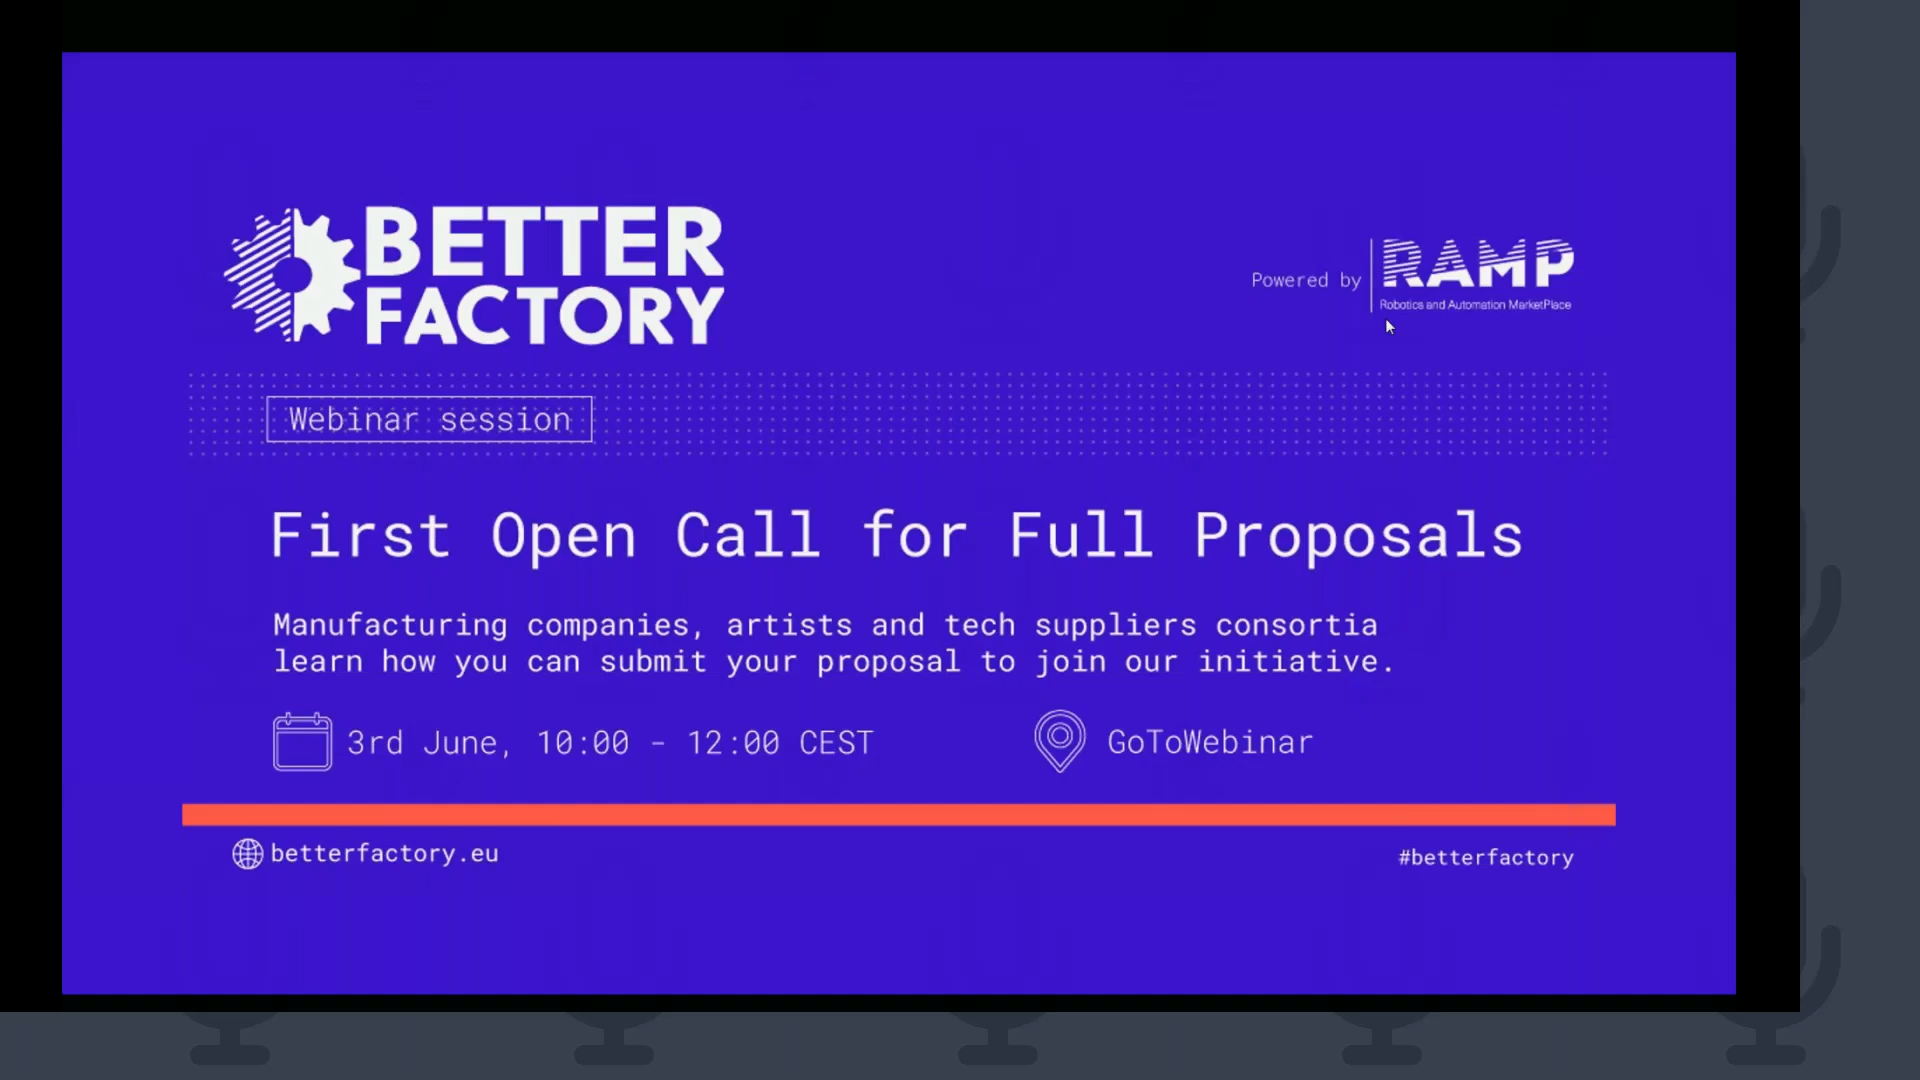 BETTER
FACTORY
Powered by
RAMP
Robotics and Automation MarketPlace
Webinar session
First Open Call for Full Proposals
Manufacturing companies, artists and tech suppliers consortia
learn how you can submit your proposal to join our initiative.
3rd June, 10:00 - 12:00 CEST
GoToWebinar
betterfactory.eu
#betterfactory